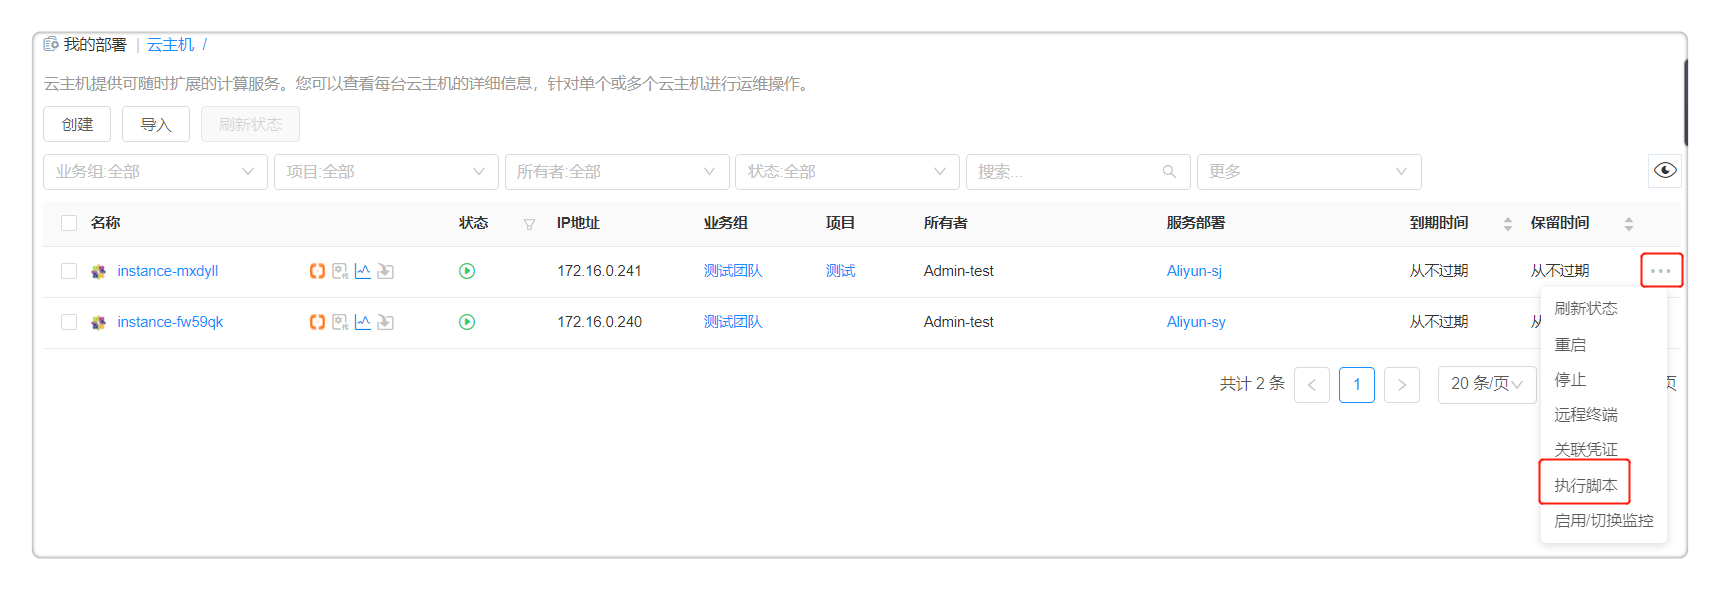 我的部署 | 云主机 /
云主机提供可随时扩展的计算服务。您可以查看每台云主机的详细信息，针对单个或多个云主机进行运维操作。
创建 导入 刷新状态
业务组:全部 项目:全部 所有者:全部 状态:全部 搜索... 更多
名称 状态 IP地址 业务组 项目 所有者 服务部署 到期时间 保留时间
instance-mxdyll 172.16.0.241 测试团队 测试 Admin-test Aliyun-sj 从不过期 从不过期 •••
instance-fw59qk 172.16.0.240 测试团队 Admin-test Aliyun-sy 从不过期
共计 2 条 < 1 > 20 条/页 页
刷新状态
重启
停止
远程终端
关联凭证
执行脚本
启用/切换监控